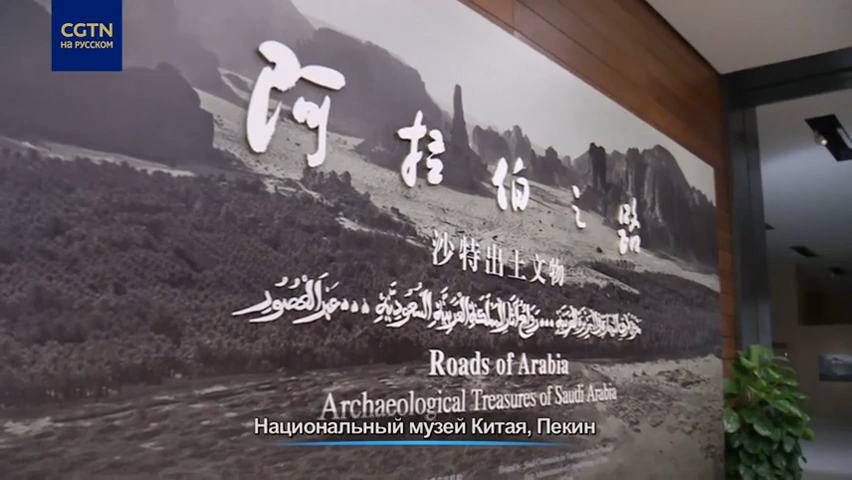 CGTN
НА РУССКОМ
阿拉伯之路
沙特出土文物
روائع آثار المملكة العربية السعودية ... عبر العصور
Roads of Arabia
Archaeological Treasures of Saudi Arabia
Национальный музей Китая, Пекин